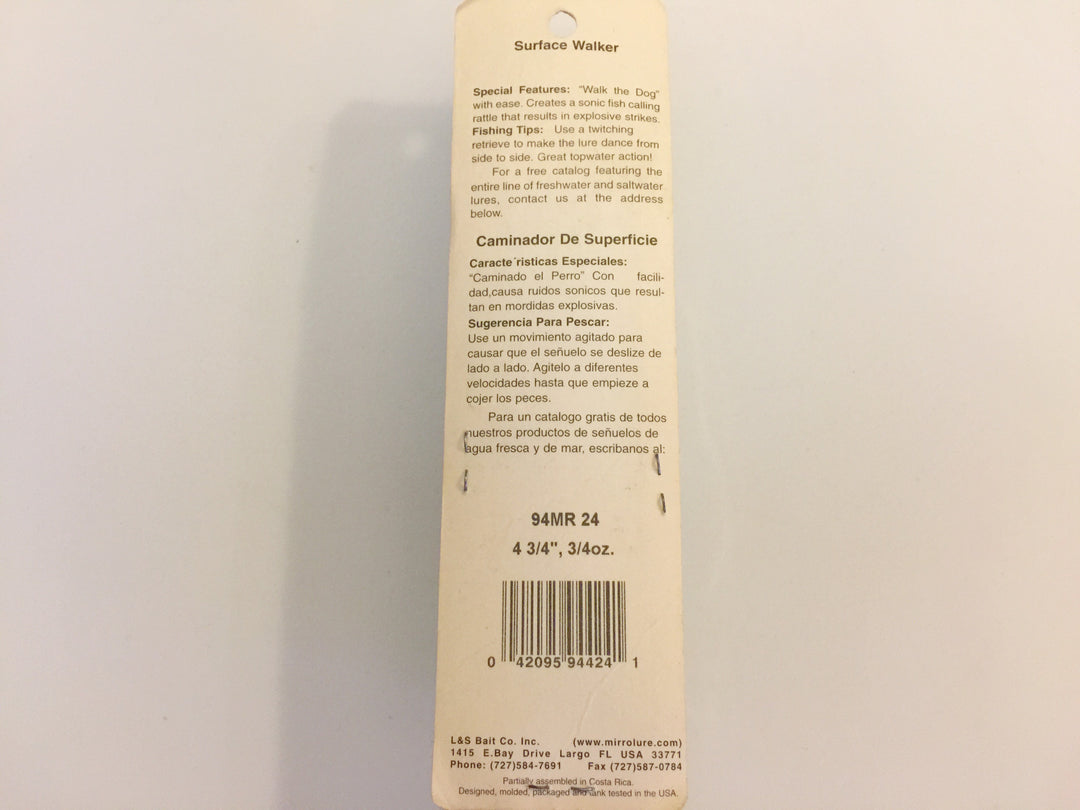 Surface Walker
Special Features: "Walk the Dog"
with ease. Creates a sonic fish calling
rattle that results in explosive strikes.
Fishing Tips: Use a twitching
retrieve to make the lure dance from
side to side. Great topwater action!
For a free catalog featuring the
entire line of freshwater and saltwater
lures, contact us at the address
below.
Caminador De Superficie
Caracte´risticas Especiales:
"Caminado el Perro" Con facili-
dad,causa ruidos sonicos que resul-
tan en mordidas explosivas.
Sugerencia Para Pescar:
Use un movimiento agitado para
causar que el señuelo se deslize de
lado a lado. Agitelo a diferentes
velocidades hasta que empieze a
cojer los peces.
Para un catalogo gratis de todos
nuestros productos de señuelos de
agua fresca y de mar, escribanos al:
94MR 24
4 3/4", 3/4oz.
0 42095 94424 1
L&S Bait Co. Inc. (www.mirrolure.com)
1415 E.Bay Drive Largo FL USA 33771
Phone: (727)584-7691 Fax (727)587-0784
Partially assembled in Costa Rica.
Designed, molded, packaged and tank tested in the USA.